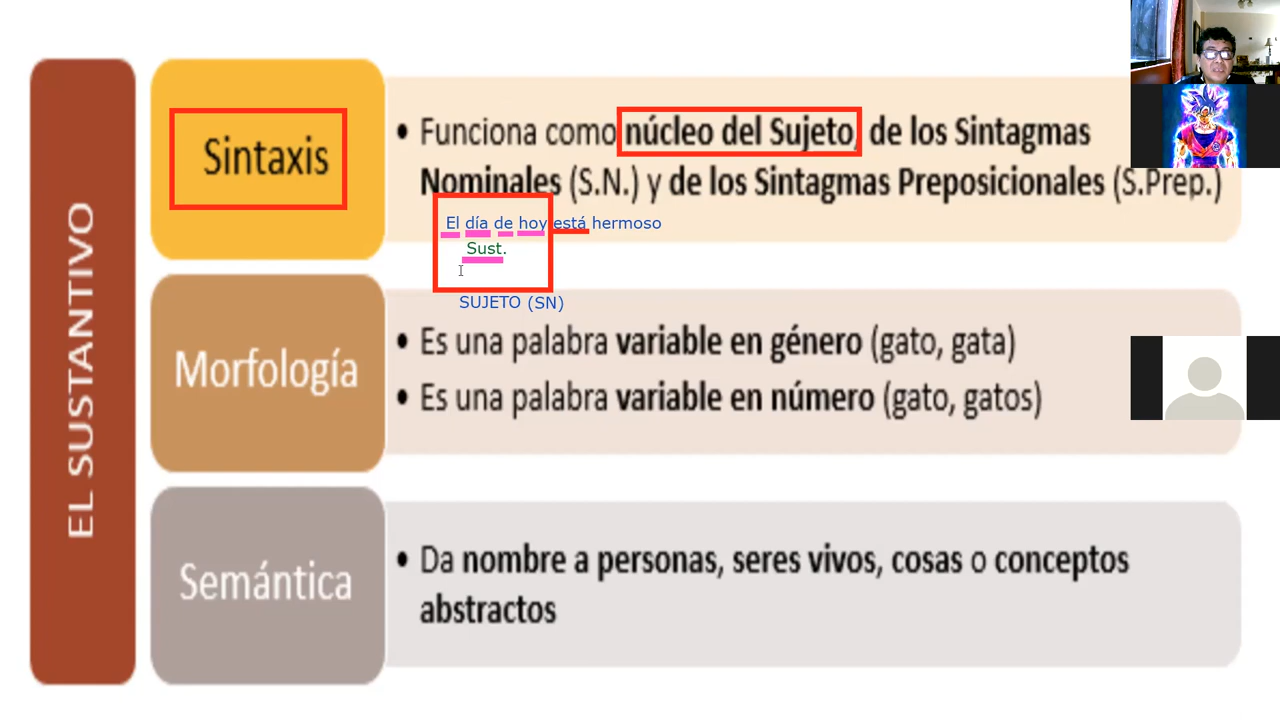 EL SUSTANTIVO
Sintaxis
• Funciona como núcleo del Sujeto, de los Sintagmas
Nominales (S.N.) y de los Sintagmas Preposicionales (S.Prep.)
El día de hoy está hermoso
Sust.
SUJETO (SN)
Morfología
• Es una palabra variable en género (gato, gata)
• Es una palabra variable en número (gato, gatos)
Semántica
• Da nombre a personas, seres vivos, cosas o conceptos
abstractos